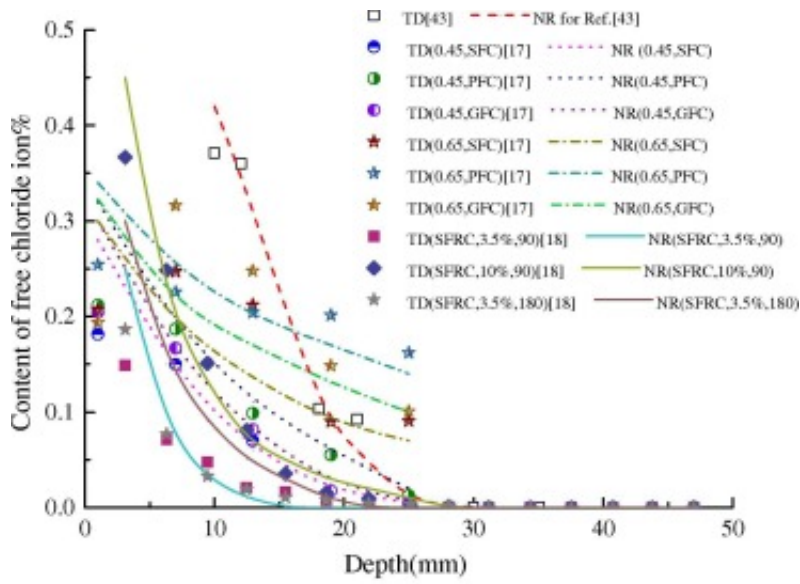 0.5
0.4
0.3
0.2
0.1
0.0
Content of free chloride ion%
0 10 20 30 40 50
Depth(mm)
TD[43] NR for Ref.[43]
TD(0.45,SFC)[17] NR (0.45,SFC)
TD(0.45,PFC)[17] NR(0.45,PFC)
TD(0.45,GFC)[17] NR(0.45,GFC)
TD(0.65,SFC)[17] NR(0.65,SFC)
TD(0.65,PFC)[17] NR(0.65,PFC)
TD(0.65,GFC)[17] NR(0.65,GFC)
TD(SFRC,3.5%,90)[18] NR(SFRC,3.5%,90)
TD(SFRC,10%,90)[18] NR(SFRC,10%,90)
TD(SFRC,3.5%,180)[18] NR(SFRC,3.5%,180)